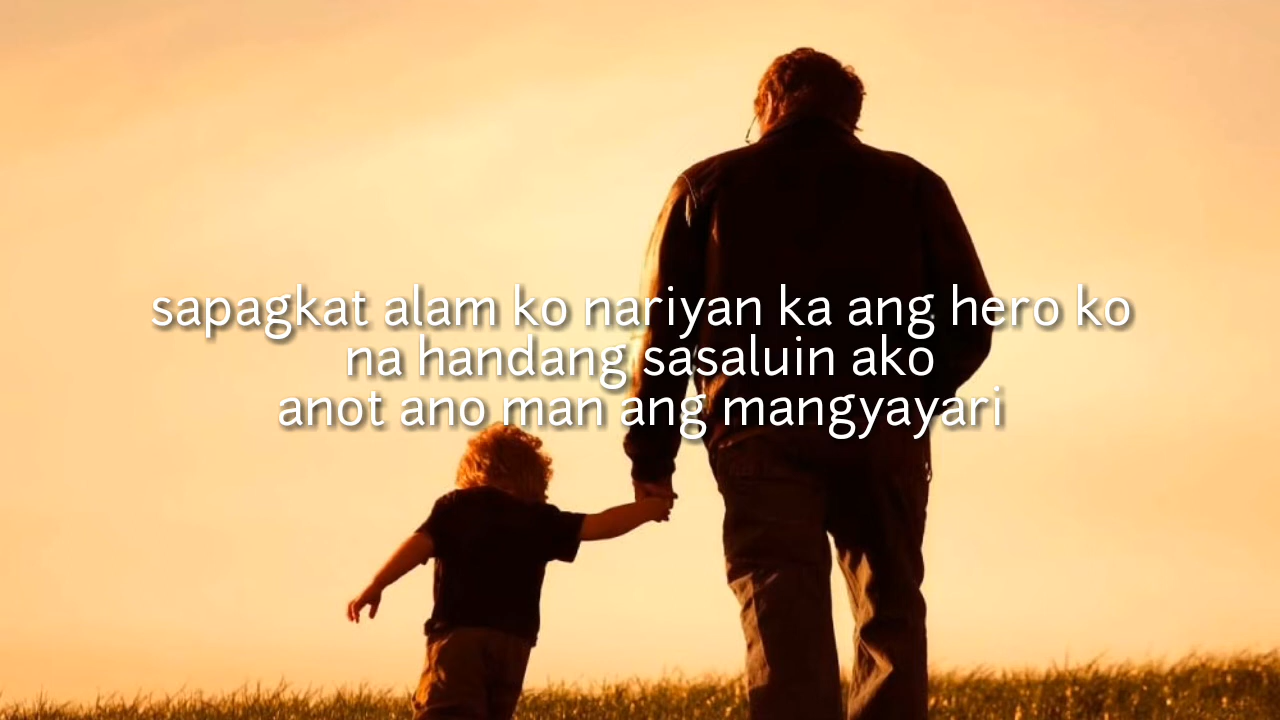 sapagkat alam ko nariyan ka ang hero ko
na handang sasaluin ako
anot ano man ang mangyayari